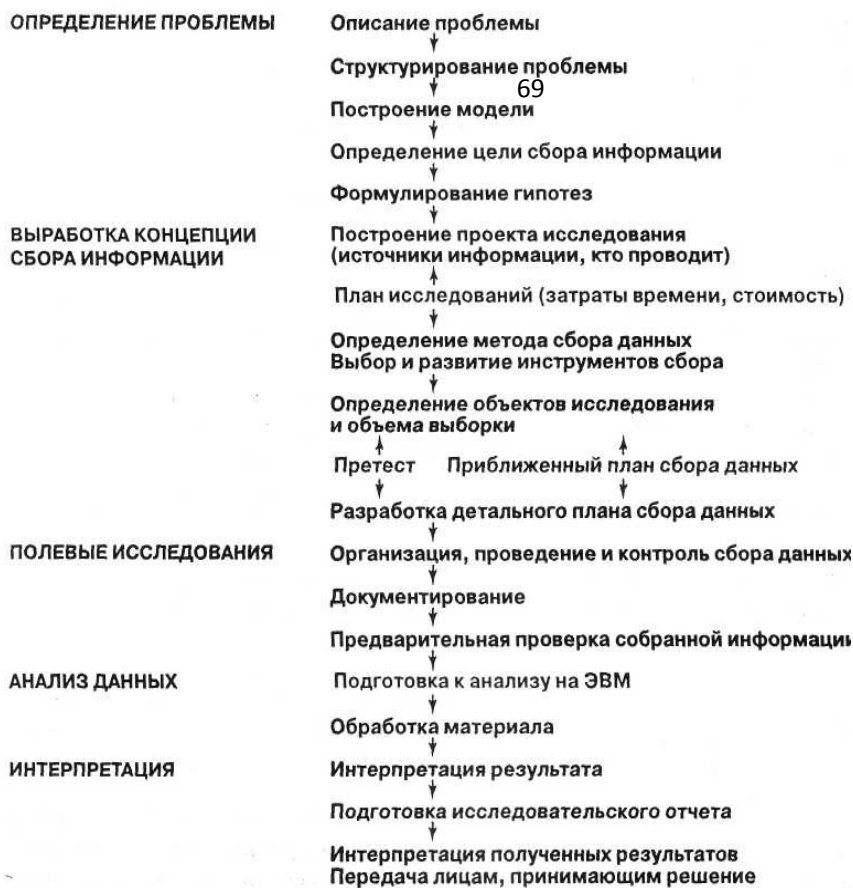 ОПРЕДЕЛЕНИЕ ПРОБЛЕМЫ
Описание проблемы
Структурирование проблемы
69
Построение модели
Определение цели сбора информации
Формулирование гипотез
ВЫРАБОТКА КОНЦЕПЦИИ
СБОРА ИНФОРМАЦИИ
Построение проекта исследования
(источники информации, кто проводит)
План исследований (затраты времени, стоимость)
Определение метода сбора данных
Выбор и развитие инструментов сбора
Определение объектов исследования
и объема выборки
Претест Приближенный план сбора данных
Разработка детального плана сбора данных
ПОЛЕВЫЕ ИССЛЕДОВАНИЯ
Организация, проведение и контроль сбора данных
Документирование
Предварительная проверка собранной информации
АНАЛИЗ ДАННЫХ
Подготовка к анализу на ЭВМ
Обработка материала
ИНТЕРПРЕТАЦИЯ
Интерпретация результата
Подготовка исследовательского отчета
Интерпретация полученных результатов
Передача лицам, принимающим решение